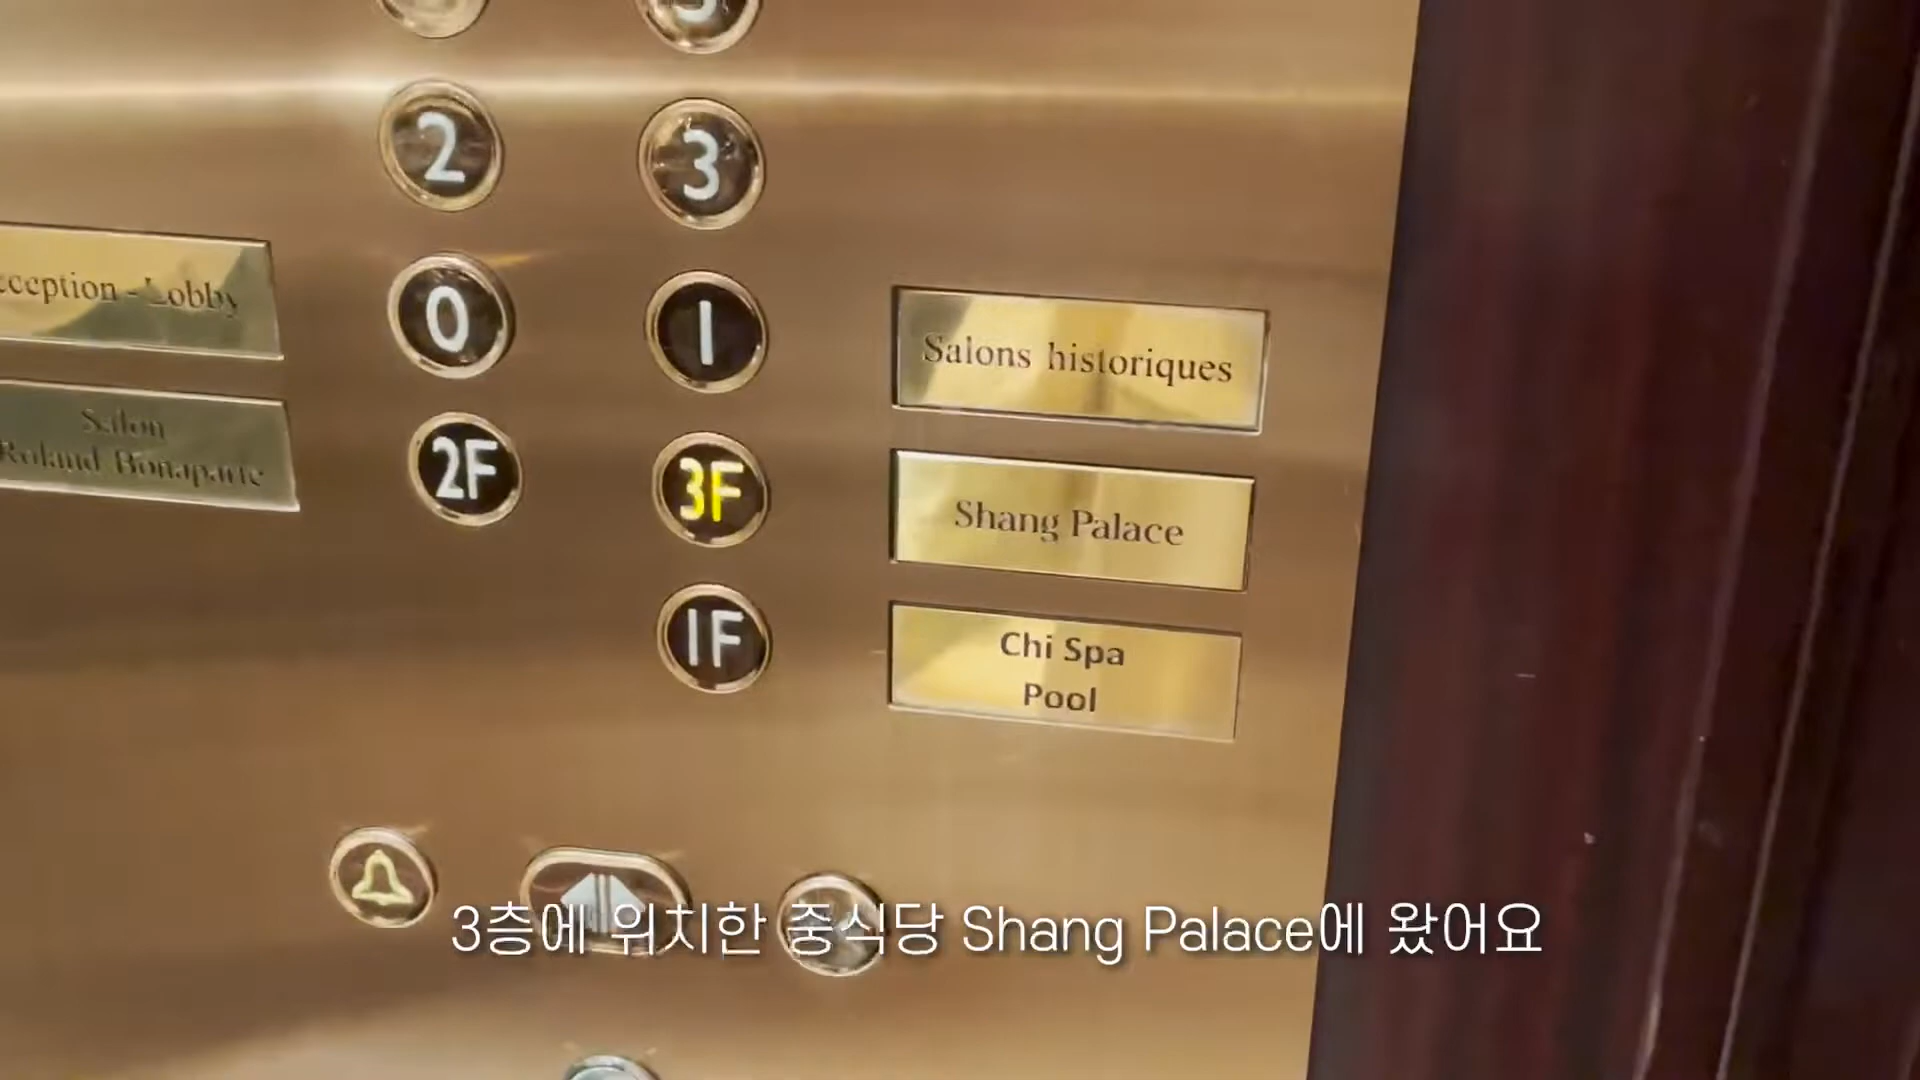 2
3
Lobby
0
1
Salons historiques
Salon
Roland Bonaparte
2F
3F
Shang Palace
1F
Chi Spa
Pool
3층에 위치한 중식당 Shang Palace에 왔어요